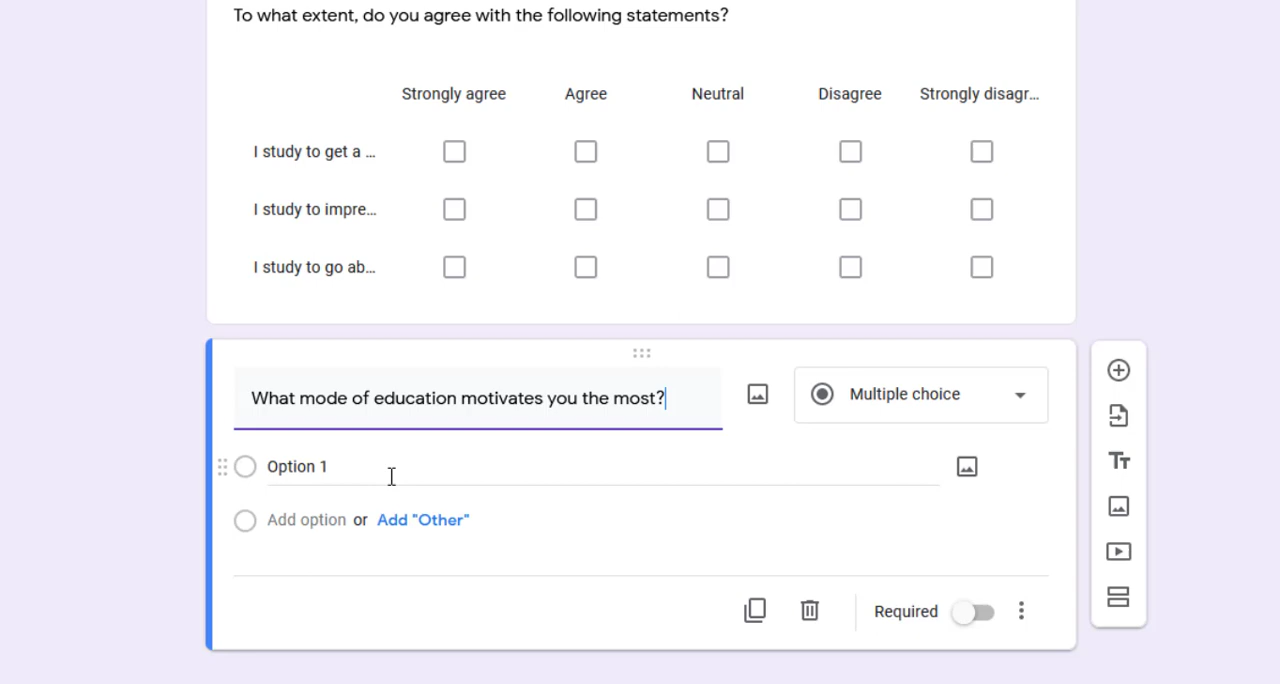 To what extent, do you agree with the following statements?
Strongly agree Agree Neutral Disagree Strongly disagr...
I study to get a ...
I study to impre...
I study to go ab...
What mode of education motivates you the most?
Multiple choice
Option 1
Add option or Add "Other"
Required
Tт